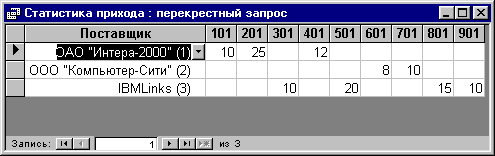 Статистика прихода : перекрестный запрос
Поставщик 101 201 301 401 501 601 701 801 901
ОАО "Интера-2000" (1) 10 25 12
ООО "Компьютер-Сити" (2) 8 10
IBMLinks (3) 10 20 15 10
Запись: 1 из 3